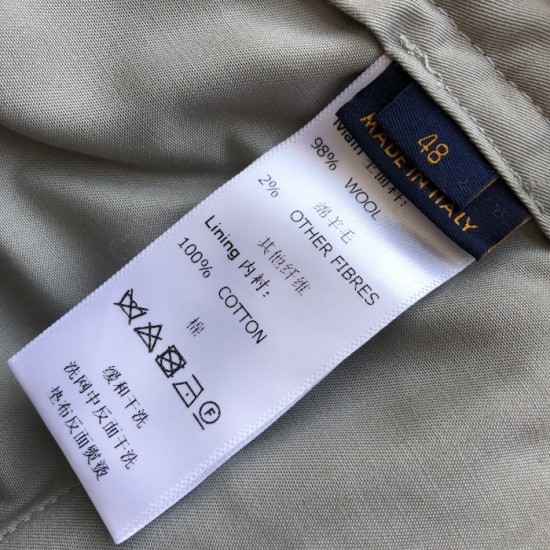 48
MADE IN ITALY
98% WOOL
绵羊毛
2% OTHER FIBRES
其他纤维
Lining 内衬:
100% COTTON
棉
缓和干洗
洗网中反面干洗
垫布反面熨烫